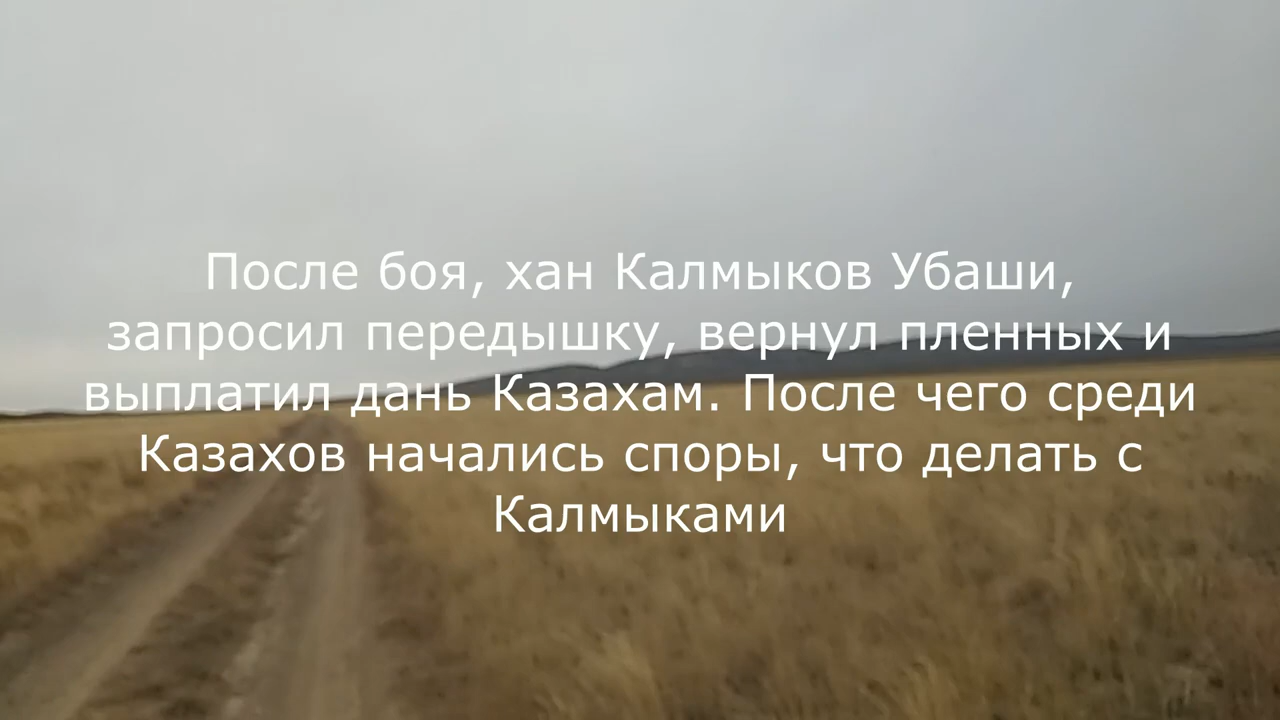 После боя, хан Калмыков Убаши,
запросил передышку, вернул пленных и
выплатил дань Казахам. После чего среди
Казахов начались споры, что делать с
Калмыками